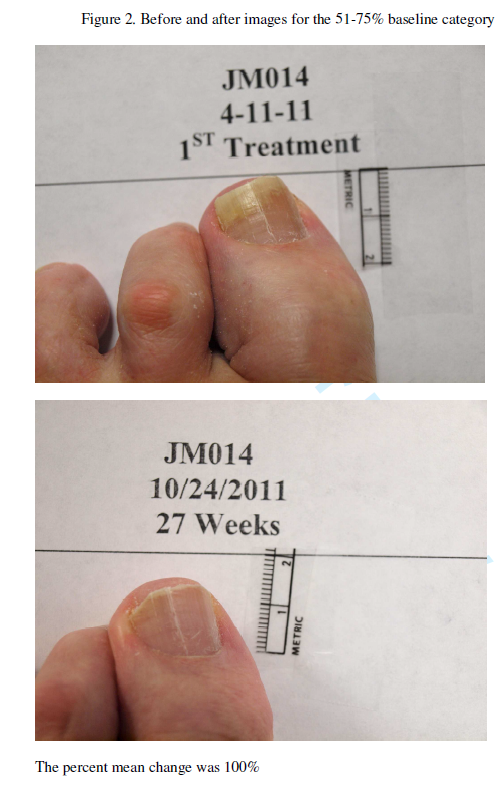 Figure 2. Before and after images for the 51-75% baseline category
JM014
4-11-11
1ST Treatment
METRIC
1
2
JM014
10/24/2011
27 Weeks
2
1
METRIC
The percent mean change was 100%